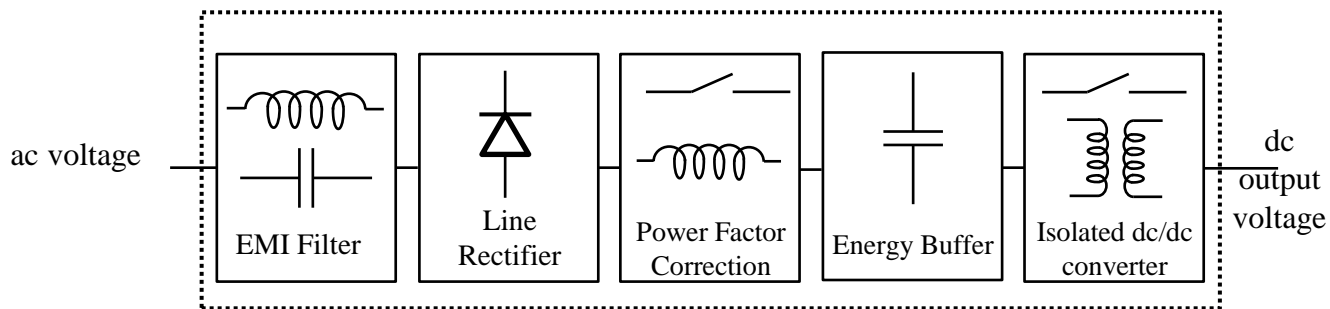 ac voltage
EMI Filter
Line
Rectifier
Power Factor
Correction
Energy Buffer
Isolated dc/dc
converter
dc
output
voltage